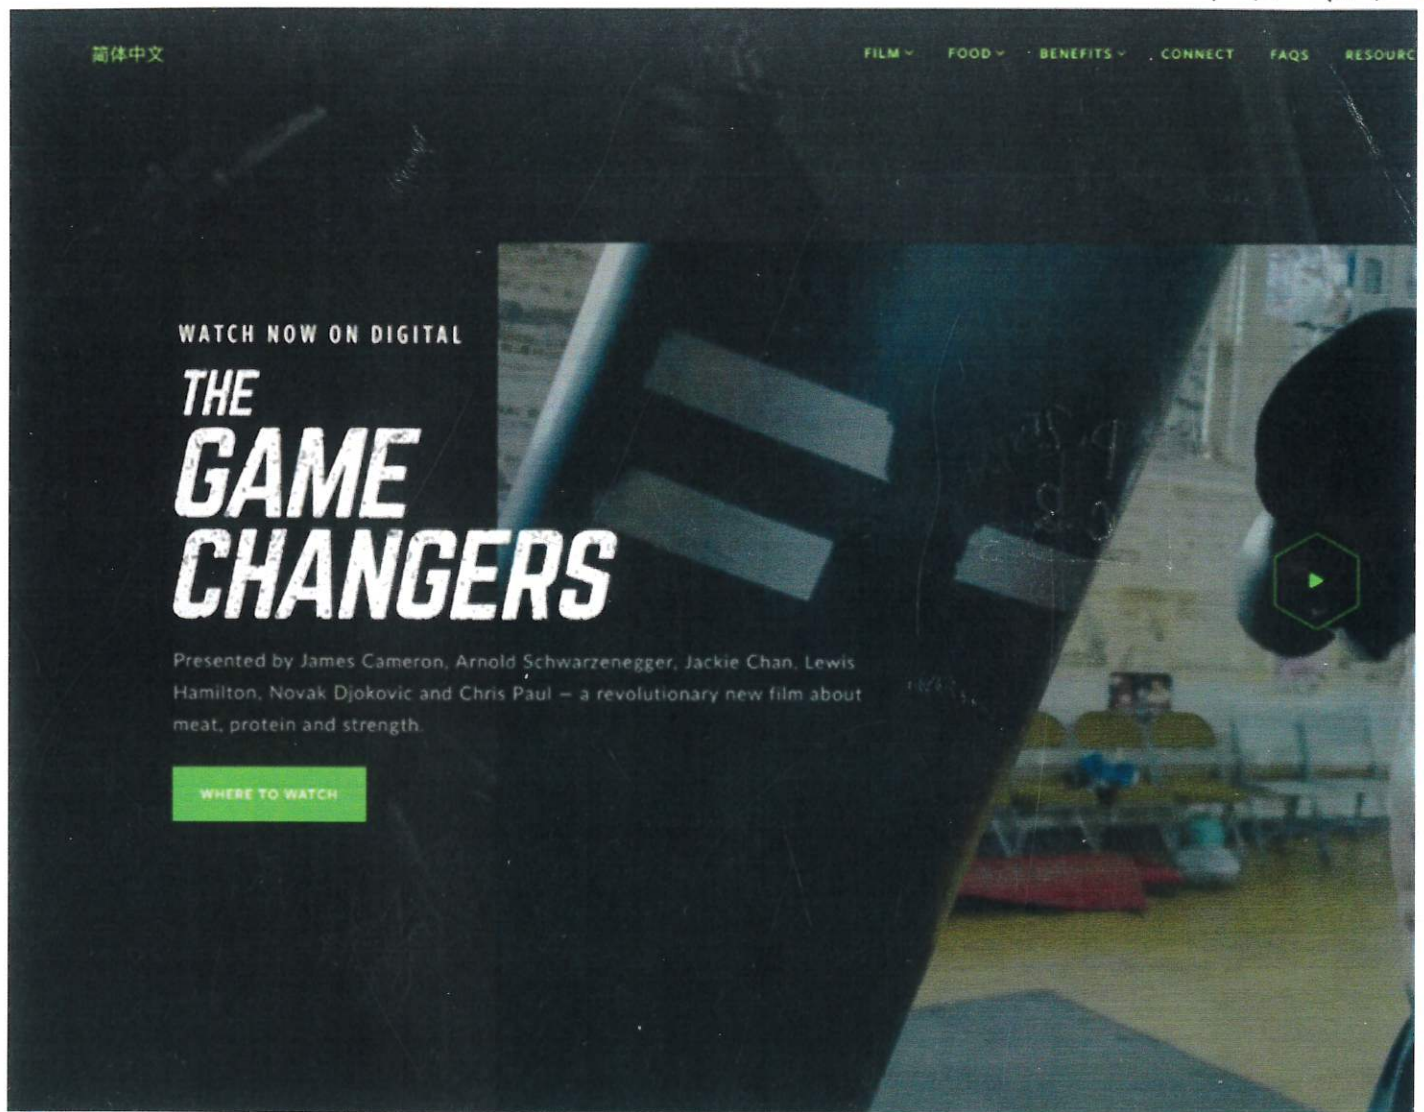 简体中文
FILM
FOOD
BENEFITS
CONNECT
FAQS
RESOURC
WATCH NOW ON DIGITAL
THE
GAME
CHANGERS
Presented by James Cameron, Arnold Schwarzenegger, Jackie Chan, Lewis
Hamilton, Novak Djokovic and Chris Paul – a revolutionary new film about
meat, protein and strength.
WHERE TO WATCH